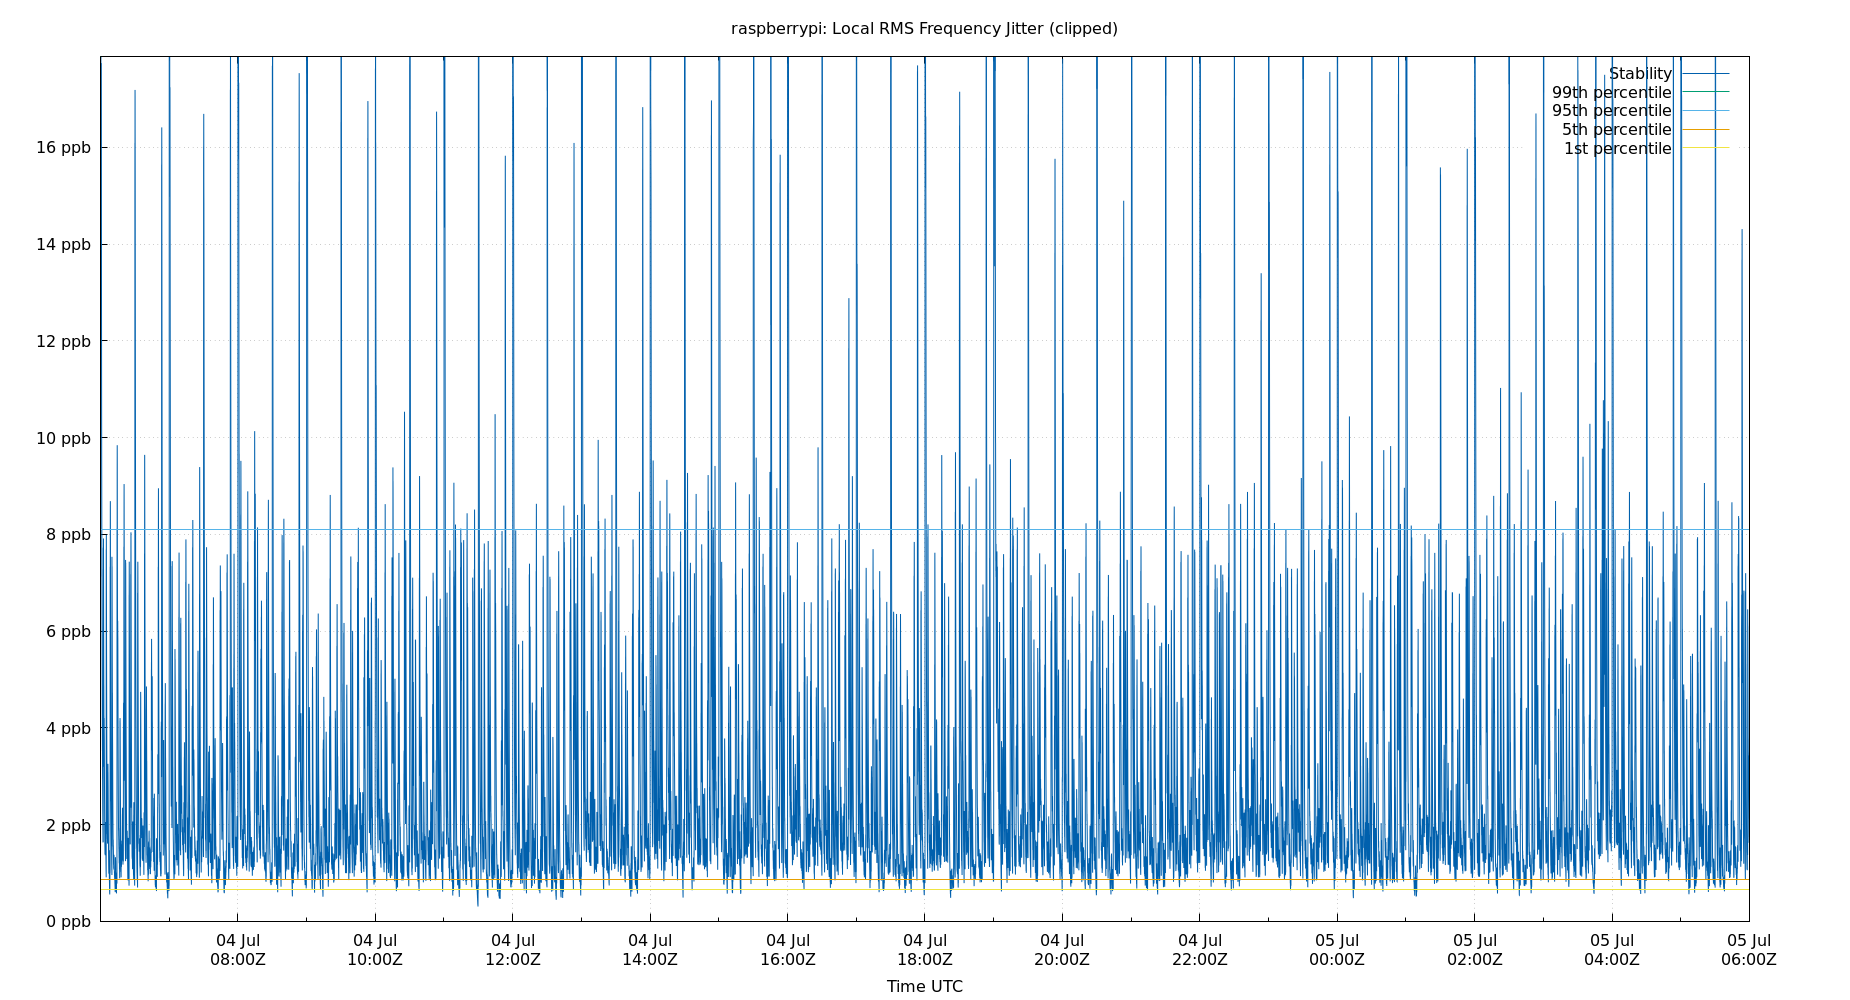 raspberrypi: Local RMS Frequency Jitter (clipped)
Stability
99th percentile
95th percentile
5th percentile
1st percentile
16 ppb
14 ppb
12 ppb
10 ppb
8 ppb
6 ppb
4 ppb
2 ppb
0 ppb
04 Jul 04 Jul 04 Jul 04 Jul 04 Jul 04 Jul 04 Jul 04 Jul 05 Jul 05 Jul 05 Jul 05 Jul
08:00Z 10:00Z 12:00Z 14:00Z 16:00Z 18:00Z 20:00Z 22:00Z 00:00Z 02:00Z 04:00Z 06:00Z
Time UTC